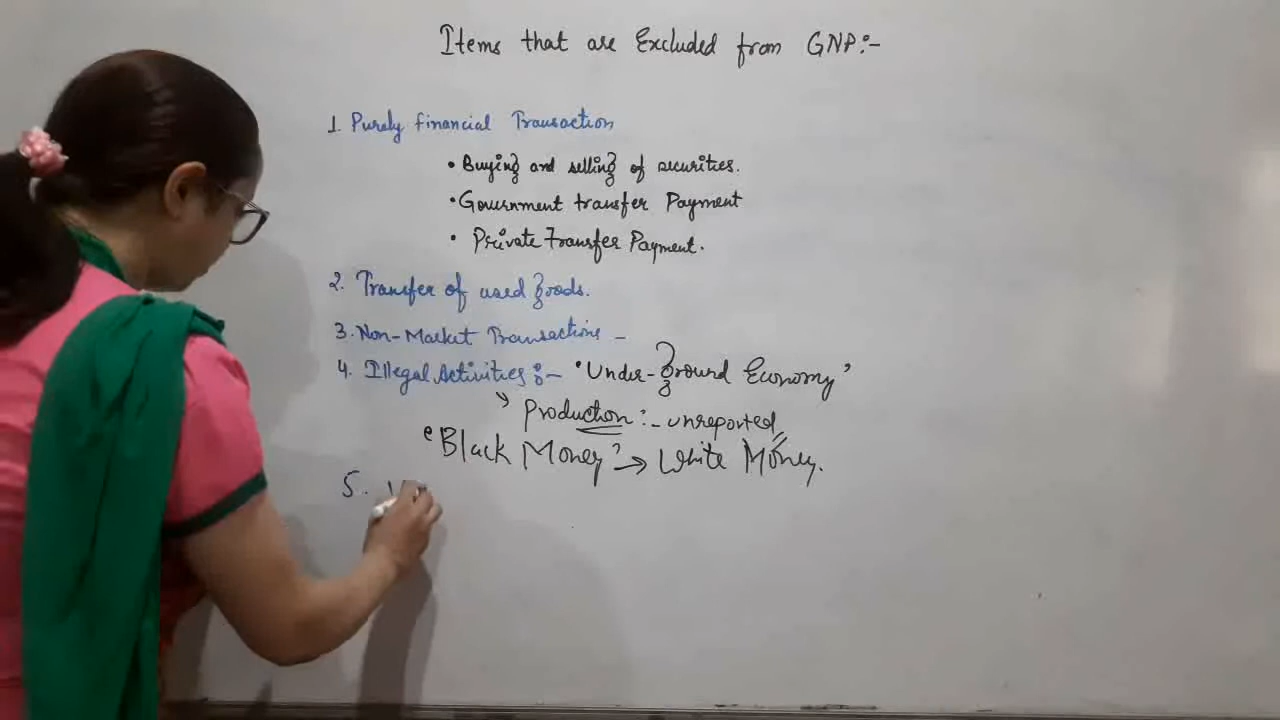 Items that are Excluded from GNP:-
1. Purely financial Transaction
• Buying and selling of securities.
• Government transfer Payment
• Private Transfer Payment.
2. Transfer of used goods.
3. Non-Market Transactions -
4. Illegal Activities :- 'Under-ground Economy'
Production :- unreported
'Black Money' → White Money.
5.